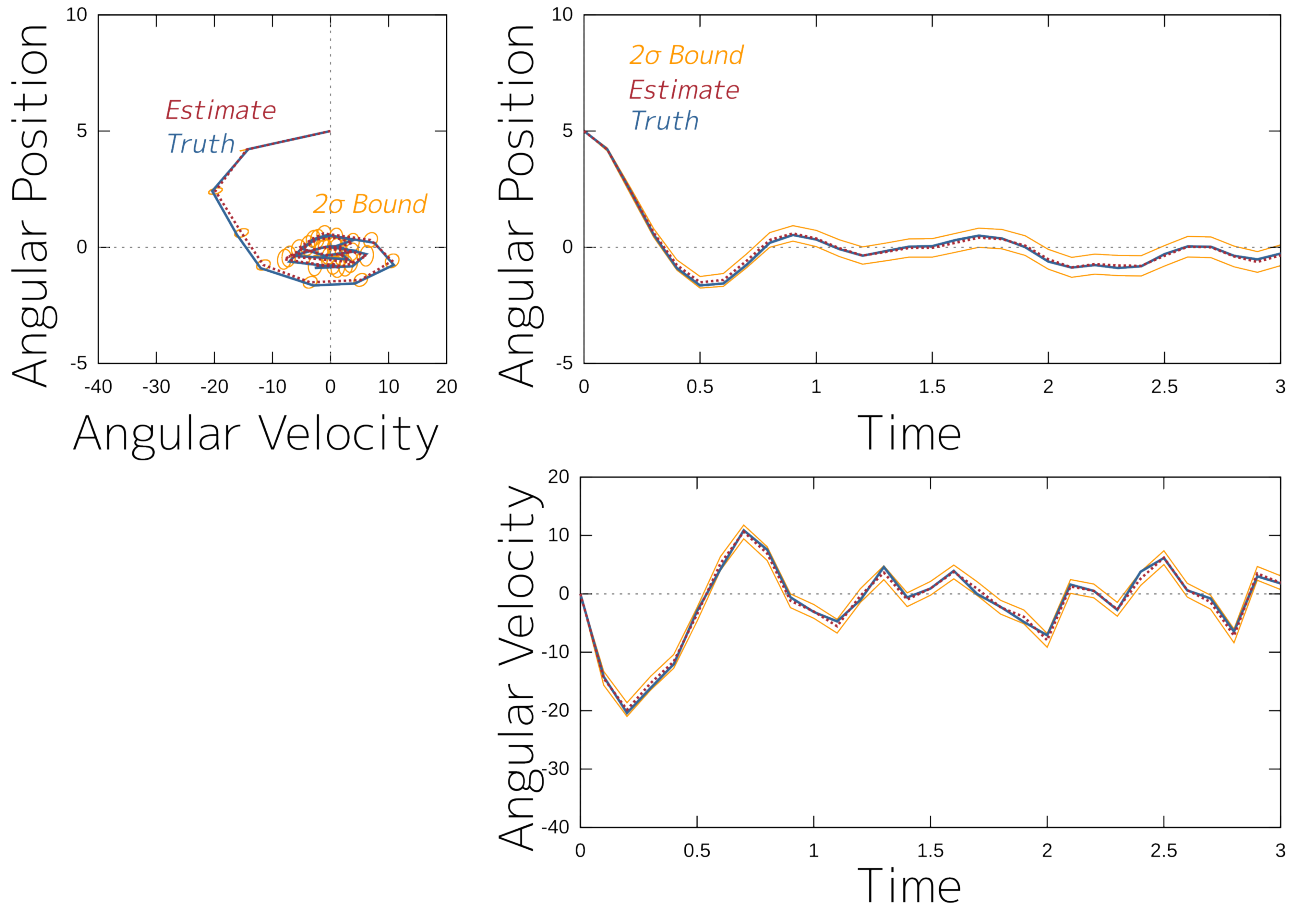 10
5
0
-5
-40 -30 -20 -10 0 10 20
Angular Position
Angular Velocity
Estimate
Truth
2σ Bound
10
5
0
-5
0 0.5 1 1.5 2 2.5 3
Angular Position
Time
2σ Bound
Estimate
Truth
20
10
0
-10
-20
-30
-40
0 0.5 1 1.5 2 2.5 3
Angular Velocity
Time